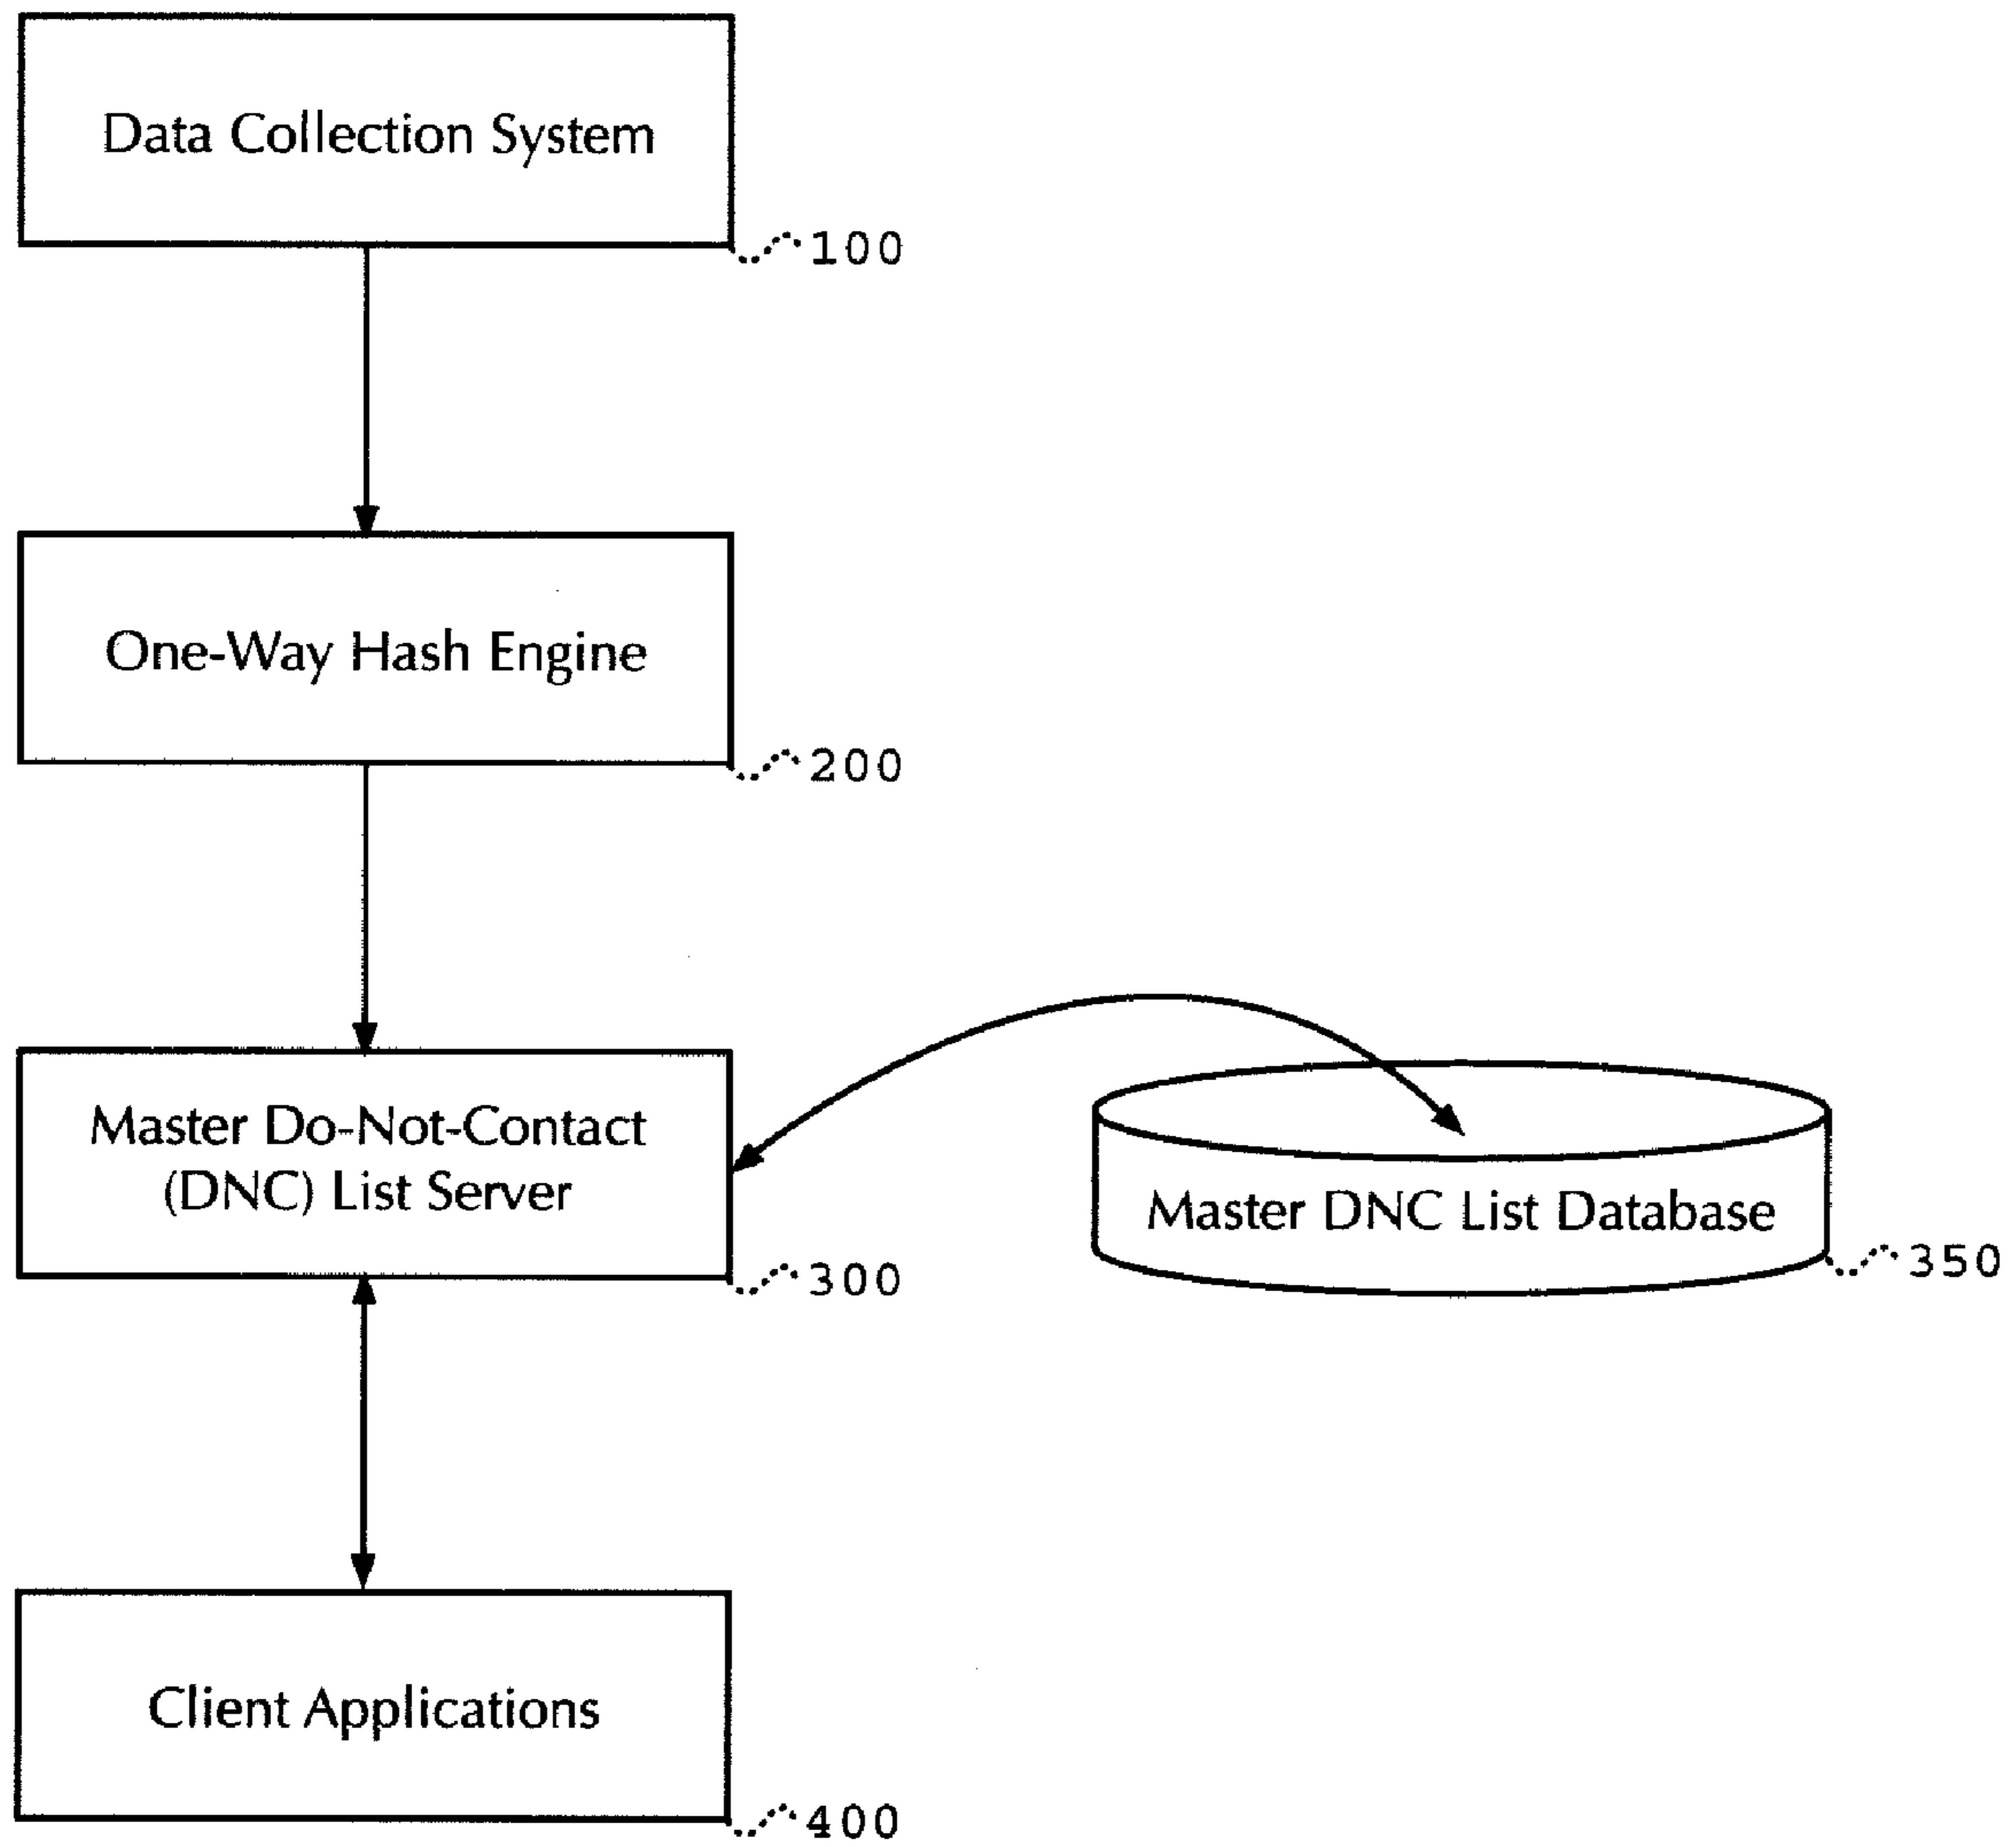 Data Collection System
100
One-Way Hash Engine
200
Master Do-Not-Contact
(DNC) List Server
300
Master DNC List Database
350
Client Applications
400